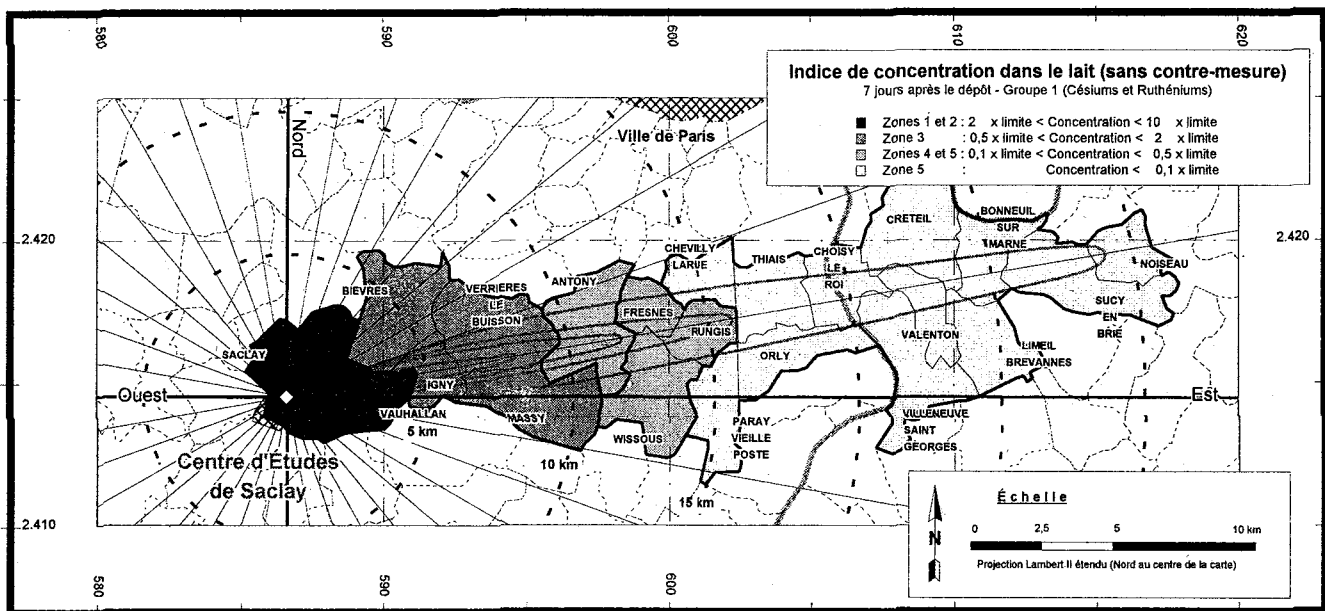 580
590
600
610
620
Indice de concentration dans le lait (sans contre-mesure)
7 jours après le dépôt - Groupe 1 (Césiums et Ruthéniums)
Zones 1 et 2 : 2 x limite < Concentration < 10 x limite
Zone 3 : 0,5 x limite < Concentration < 2 x limite
Zones 4 et 5 : 0,1 x limite < Concentration < 0,5 x limite
Zone 5 : Concentration < 0,1 x limite
Nord
Ville de Paris
2.420
2.420
CRETEIL
BONNEUIL
SUR
MARNE
CHEVILLY
LARUE
THIAIS
CHOISY
LE
ROI
NOISEAU
BIEVRES
VERRIERES
LE
BUISSON
ANTONY
FRESNES
RUNGIS
SUCY
EN
BRIE
SACLAY
ORLY
VALENTON
LIMEIL
BREVANNES
IGNY
Ouest
Est
VAUHALLAN
MASSY
5 km
WISSOUS
PARAY
VIEILLE
POSTE
VILLENEUVE
SAINT
GEORGES
10 km
15 km
Centre d'Etudes
de Saclay
2.410
Échelle
0 2,5 5 10 km
N
Projection Lambert II étendu (Nord au centre de la carte)
580
590
600